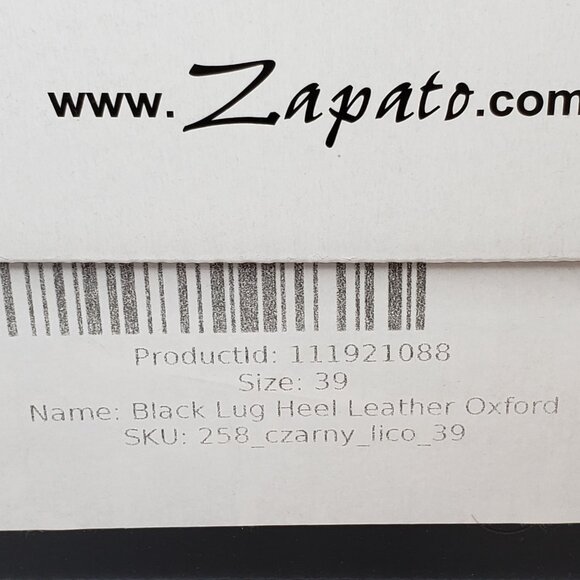 www.Zapato.com
ProductId: 111921088
Size: 39
Name: Black Lug Heel Leather Oxford
SKU: 258_czarny_lico_39